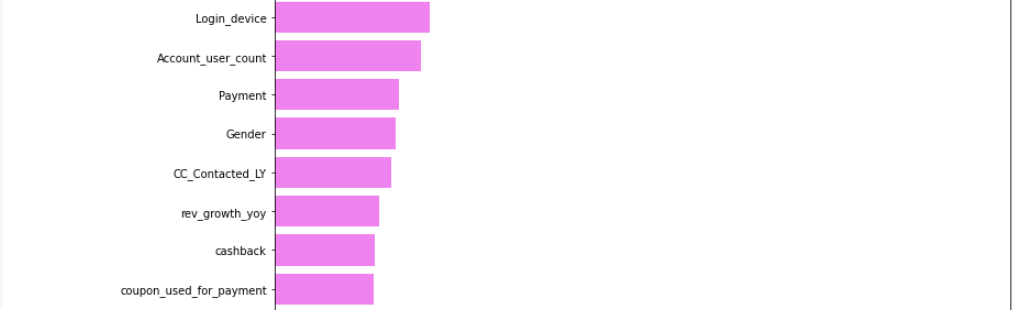 Login_device
Account_user_count
Payment
Gender
CC_Contacted_LY
rev_growth_yoy
cashback
coupon_used_for_payment